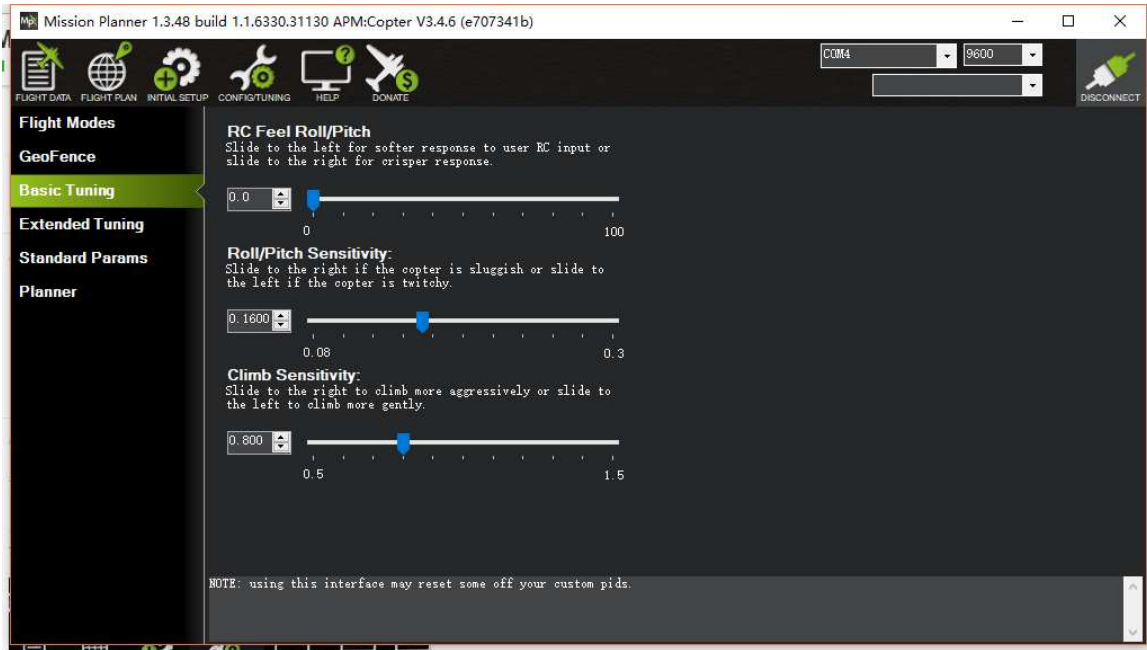 Mission Planner 1.3.48 build 1.1.6330.31130 APM:Copter V3.4.6 (e707341b)
FLIGHT DATA FLIGHT PLAN INITIAL SETUP CONFIG/TUNING HELP DONATE
COM4 9600
DISCONNECT
Flight Modes
GeoFence
Basic Tuning
Extended Tuning
Standard Params
Planner
RC Feel Roll/Pitch
Slide to the left for softer response to user RC input or
slide to the right for crisper response.
0.0
0 100
Roll/Pitch Sensitivity:
Slide to the right if the copter is sluggish or slide to
the left if the copter is twitchy.
0.1600
0.08 0.3
Climb Sensitivity:
Slide to the right to climb more aggressively or slide to
the left to climb more gently.
0.800
0.5 1.5
NOTE: using this interface may reset some off your custom pids.